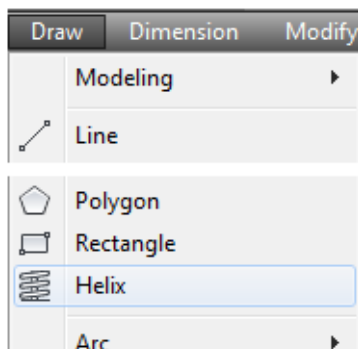 Draw Dimension Modify
Modeling
Line
Polygon
Rectangle
Helix
Arc